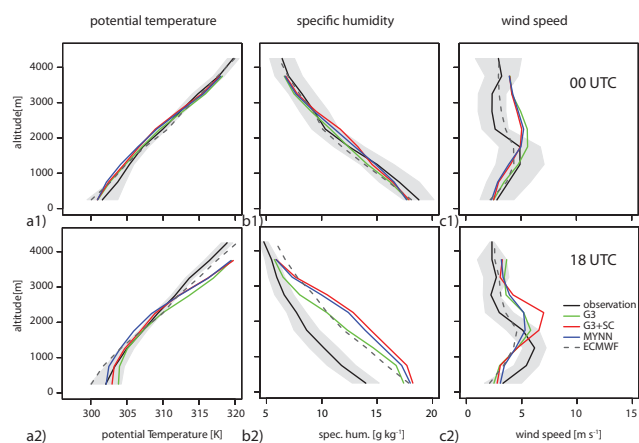 potential temperature specific humidity wind speed
altitude[m]
4000
3000
2000
1000
0
00 UTC
a1) b1) c1)
altitude[m]
4000
3000
2000
1000
0
18 UTC
observation
G3
G3+SC
MYNN
ECMWF
300 305 310 315 320 5 10 15 20 0 5 10 15
a2) potential Temperature [K] b2) spec. hum. [g kg⁻¹] c2) wind speed [m s⁻¹]